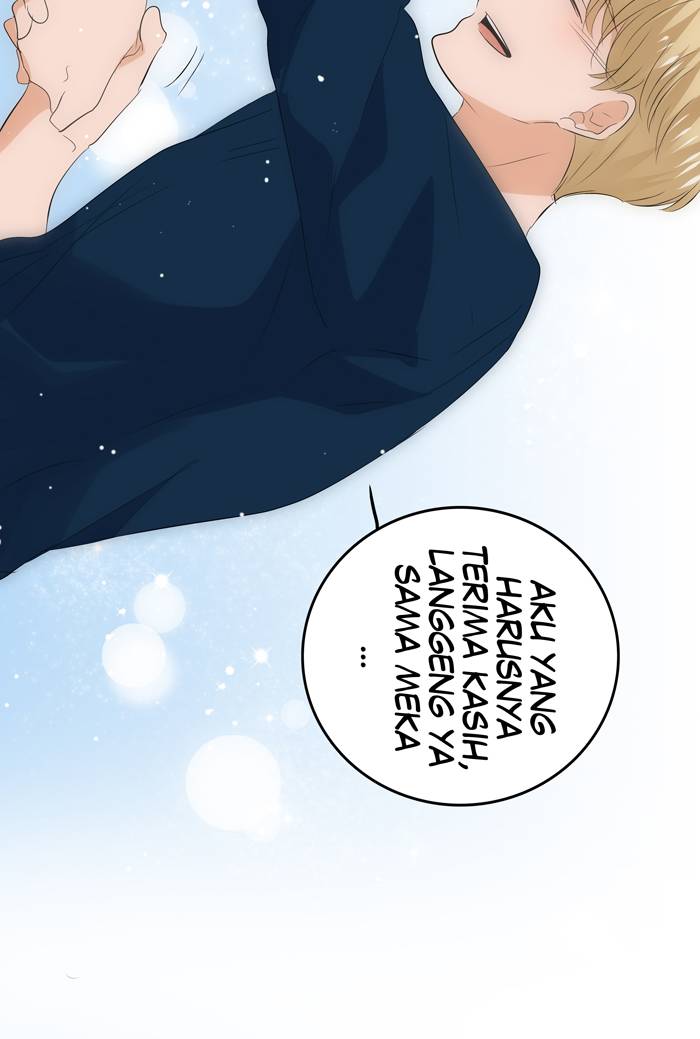 AKU YANG
HARUSNYA
TERIMA KASIH,
LANGGENG YA
SAMA MEKA
...